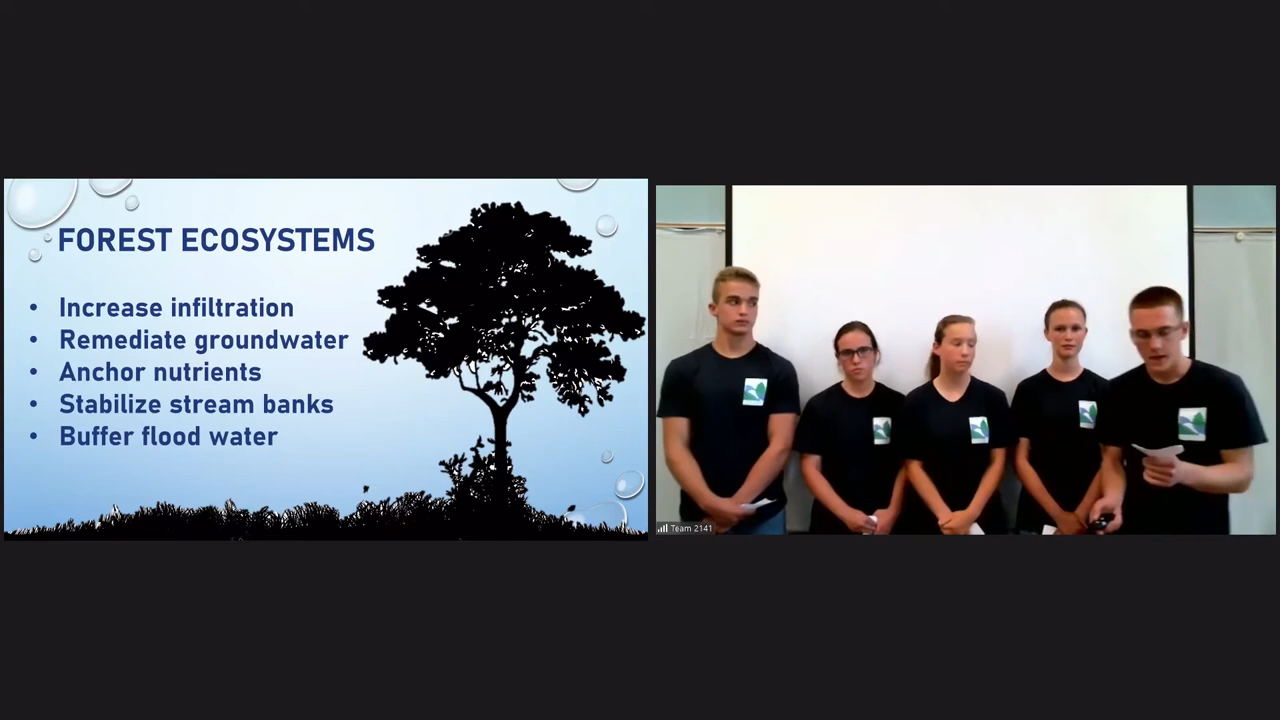 FOREST ECOSYSTEMS
• Increase infiltration
• Remediate groundwater
• Anchor nutrients
• Stabilize stream banks
• Buffer flood water
Team 2141